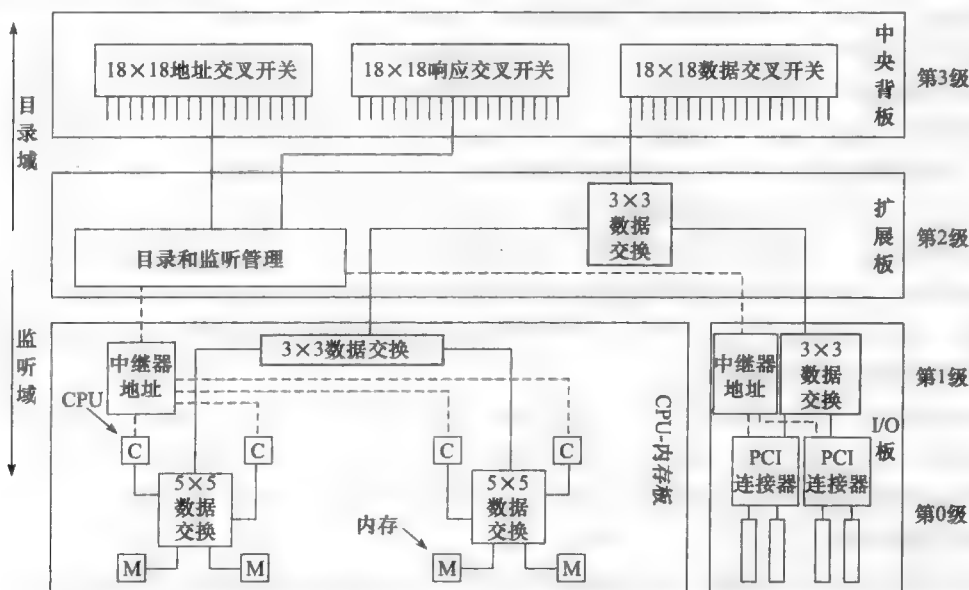 目录域
监听域
18×18地址交叉开关
18×18响应交叉开关
18×18数据交叉开关
中央背板
第3级
3×3
数据
交换
目录和监听管理
扩展板
第2级
3×3数据交换
中继器
地址
CPU
C
C
C
C
5×5
数据
交换
5×5
数据
交换
内存
M
M
M
M
CPU-内存板
中继器
地址
3×3
数据
交换
第1级
I/O
板
PCI
连接器
PCI
连接器
第0级